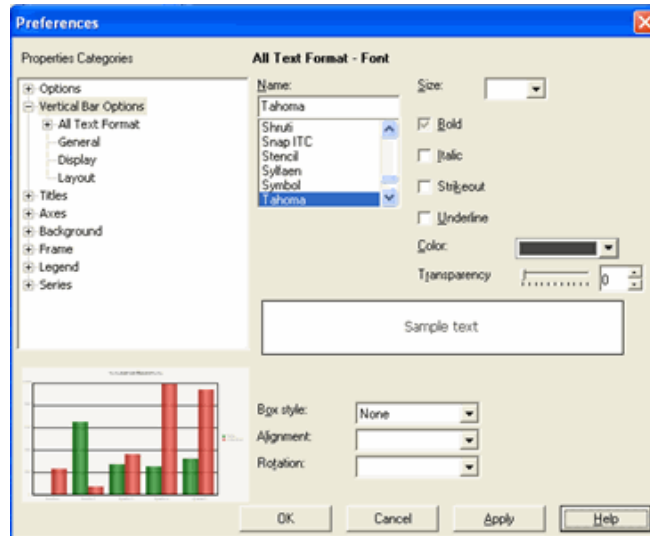 Preferences
Properties Categories
Options
Vertical Bar Options
All Text Format
General
Display
Layout
Titles
Axes
Background
Frame
Legend
Series
All Text Format - Font
Name:
Tahoma
Shruti
Snap ITC
Stencil
Sylfaen
Symbol
Tahoma
Size:
Bold
Italic
Strikeout
Underline
Color:
Transparency
0
Sample text
Box style:
None
Alignment:
Rotation:
OK
Cancel
Apply
Help